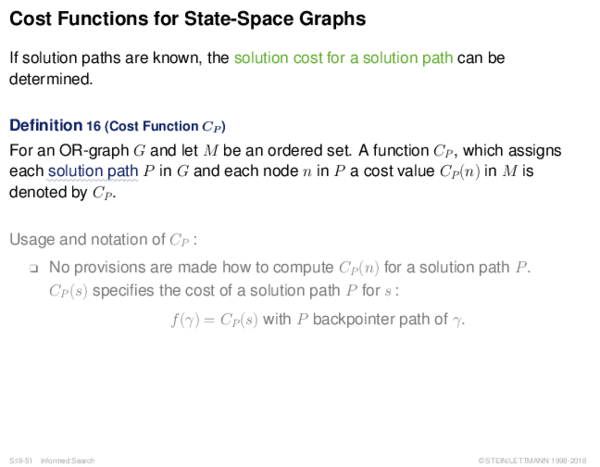 Cost Functions for State-Space Graphs
If solution paths are known, the solution cost for a solution path can be
determined.
Definition 16 (Cost Function C_P)
For an OR-graph G and let M be an ordered set. A function C_P, which assigns
each solution path P in G and each node n in P a cost value C_P(n) in M is
denoted by C_P.
Usage and notation of C_P :
❑ No provisions are made how to compute C_P(n) for a solution path P.
C_P(s) specifies the cost of a solution path P for s :
f(γ) = C_P(s) with P backpointer path of γ.
S:II-51 Informed Search
©STEIN/LETTMANN 1998-2018